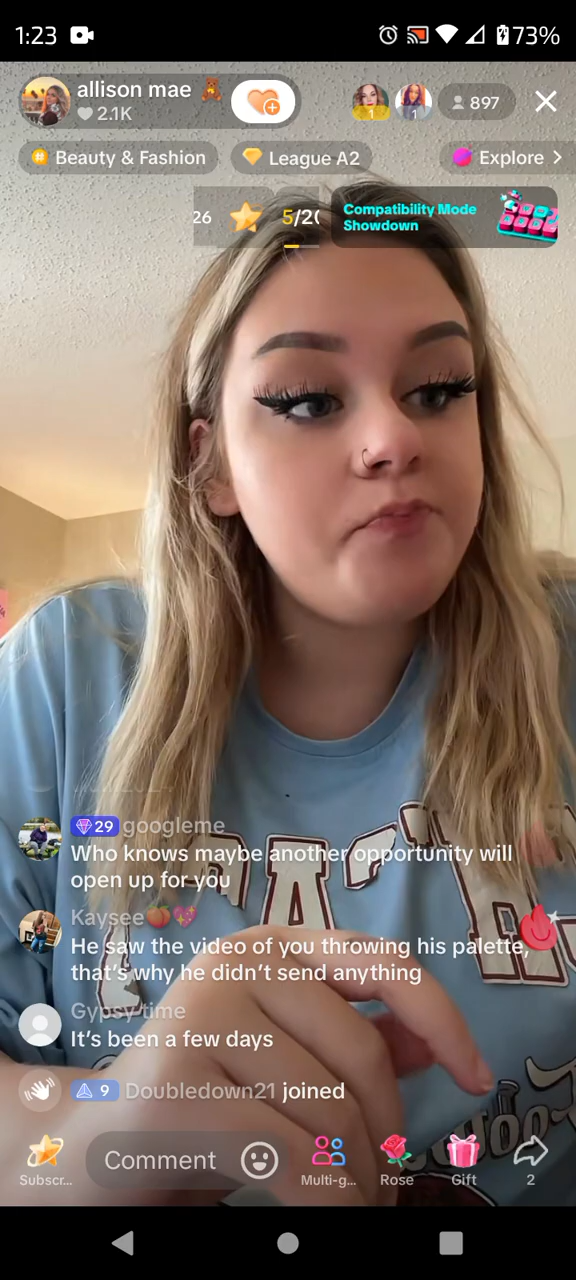 1:23
73%
allison mae 🧸
2.1K
1
1
897
Beauty & Fashion
League A2
Explore >
26
5/20
Compatibility Mode
Showdown
29 googleme
Who knows maybe another opportunity will
open up for you
Kaysee🍑💖
He saw the video of you throwing his palette,
that's why he didn't send anything
Gypsy time
It's been a few days
9 Doubledown21 joined
Comment
Subscr...
Multi-g...
Rose
Gift
2